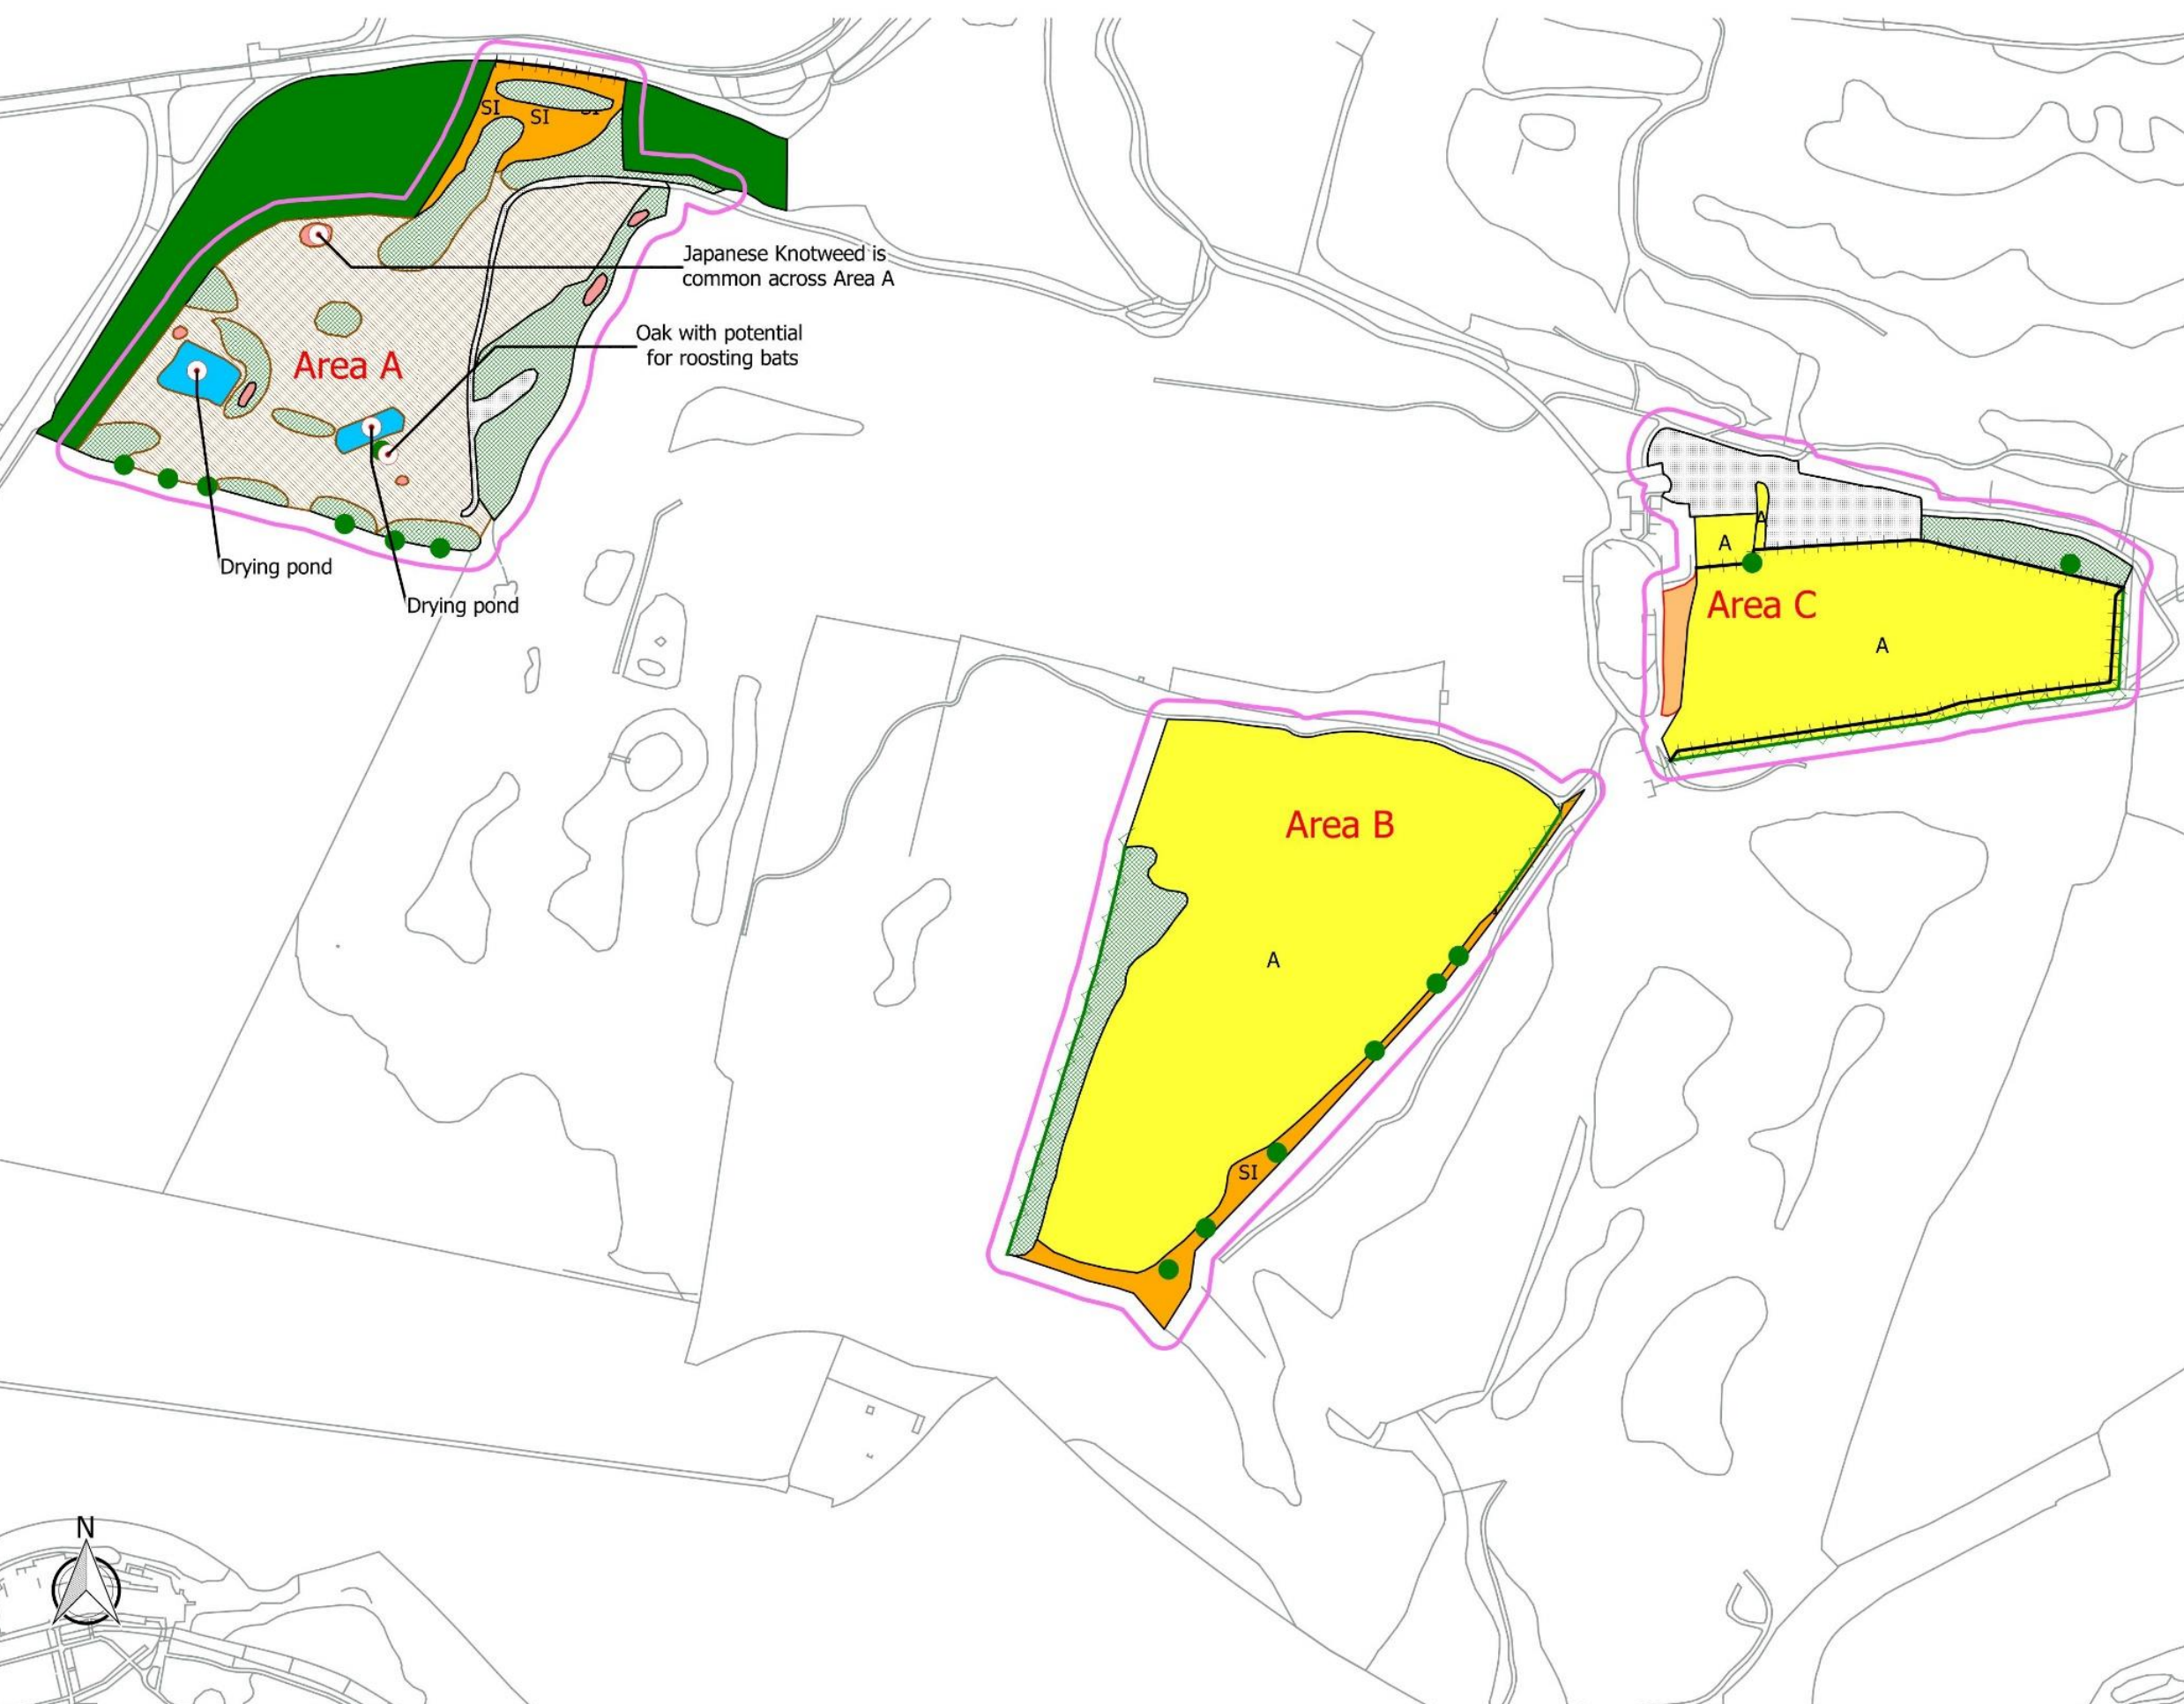 SI
SI
SI
Japanese Knotweed is
common across Area A
Oak with potential
for roosting bats
Area A
Drying pond
Drying pond
A
A
Area C
A
Area B
A
SI
N